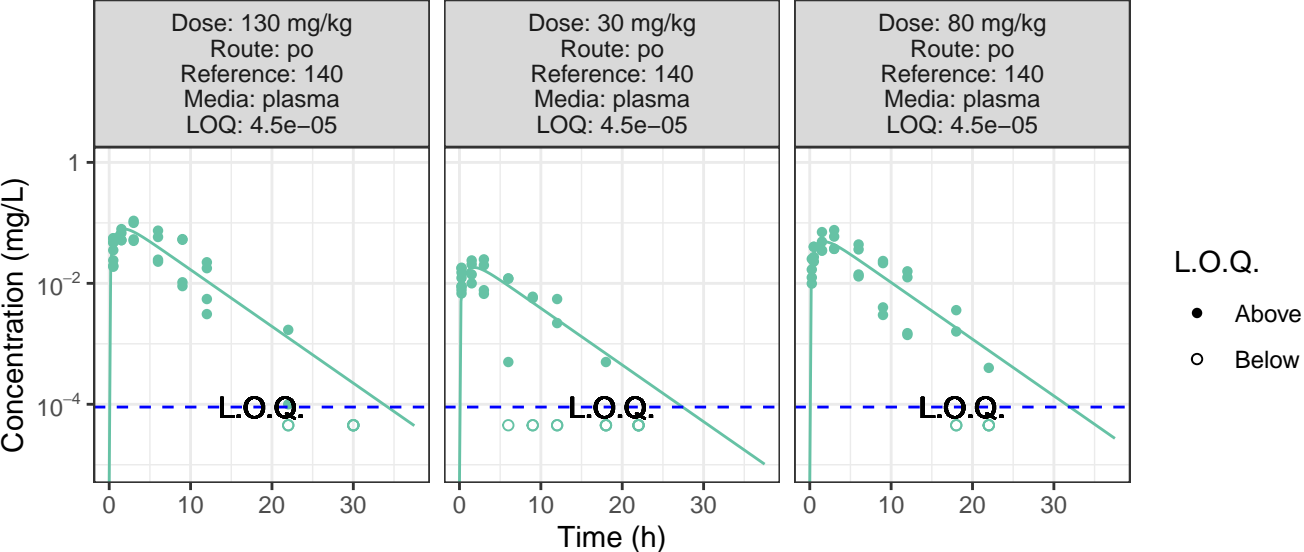 Dose: 130 mg/kg
Route: po
Reference: 140
Media: plasma
LOQ: 4.5e−05
Dose: 30 mg/kg
Route: po
Reference: 140
Media: plasma
LOQ: 4.5e−05
Dose: 80 mg/kg
Route: po
Reference: 140
Media: plasma
LOQ: 4.5e−05
Concentration (mg/L)
1
10−2
10−4
L.O.Q.
L.O.Q.
L.O.Q.
0 10 20 30
0 10 20 30
0 10 20 30
Time (h)
L.O.Q.
Above
Below